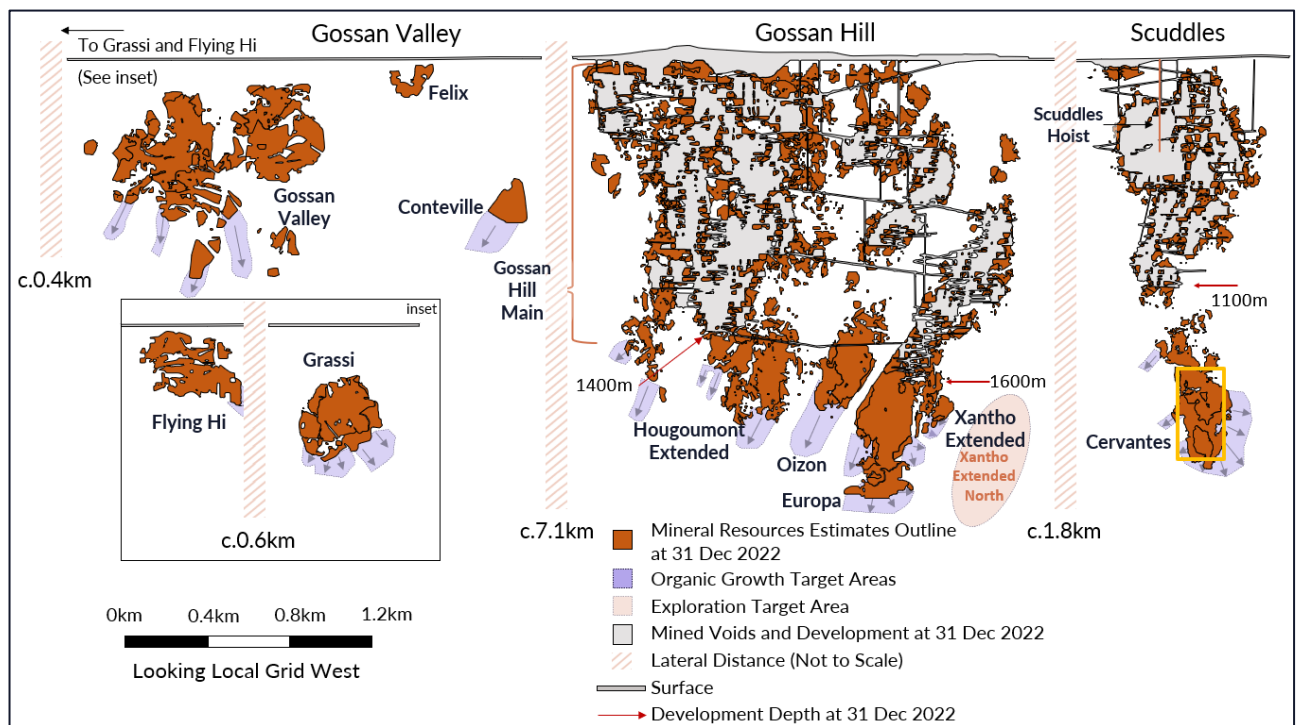 Gossan Valley
Gossan Hill
Scuddles
To Grassi and Flying Hi
(See inset)
Felix
Scuddles
Hoist
Gossan
Valley
Conteville
Gossan
Hill
Main
c.0.4km
1100m
inset
Grassi
Flying Hi
1400m
1600m
Hougoumont
Extended
Oizon
Europa
Xantho
Extended
Xantho
Extended
North
Cervantes
c.0.6km
c.7.1km
c.1.8km
Mineral Resources Estimates Outline
at 31 Dec 2022
Organic Growth Target Areas
Exploration Target Area
Mined Voids and Development at 31 Dec 2022
Lateral Distance (Not to Scale)
Surface
Development Depth at 31 Dec 2022
0km 0.4km 0.8km 1.2km
Looking Local Grid West